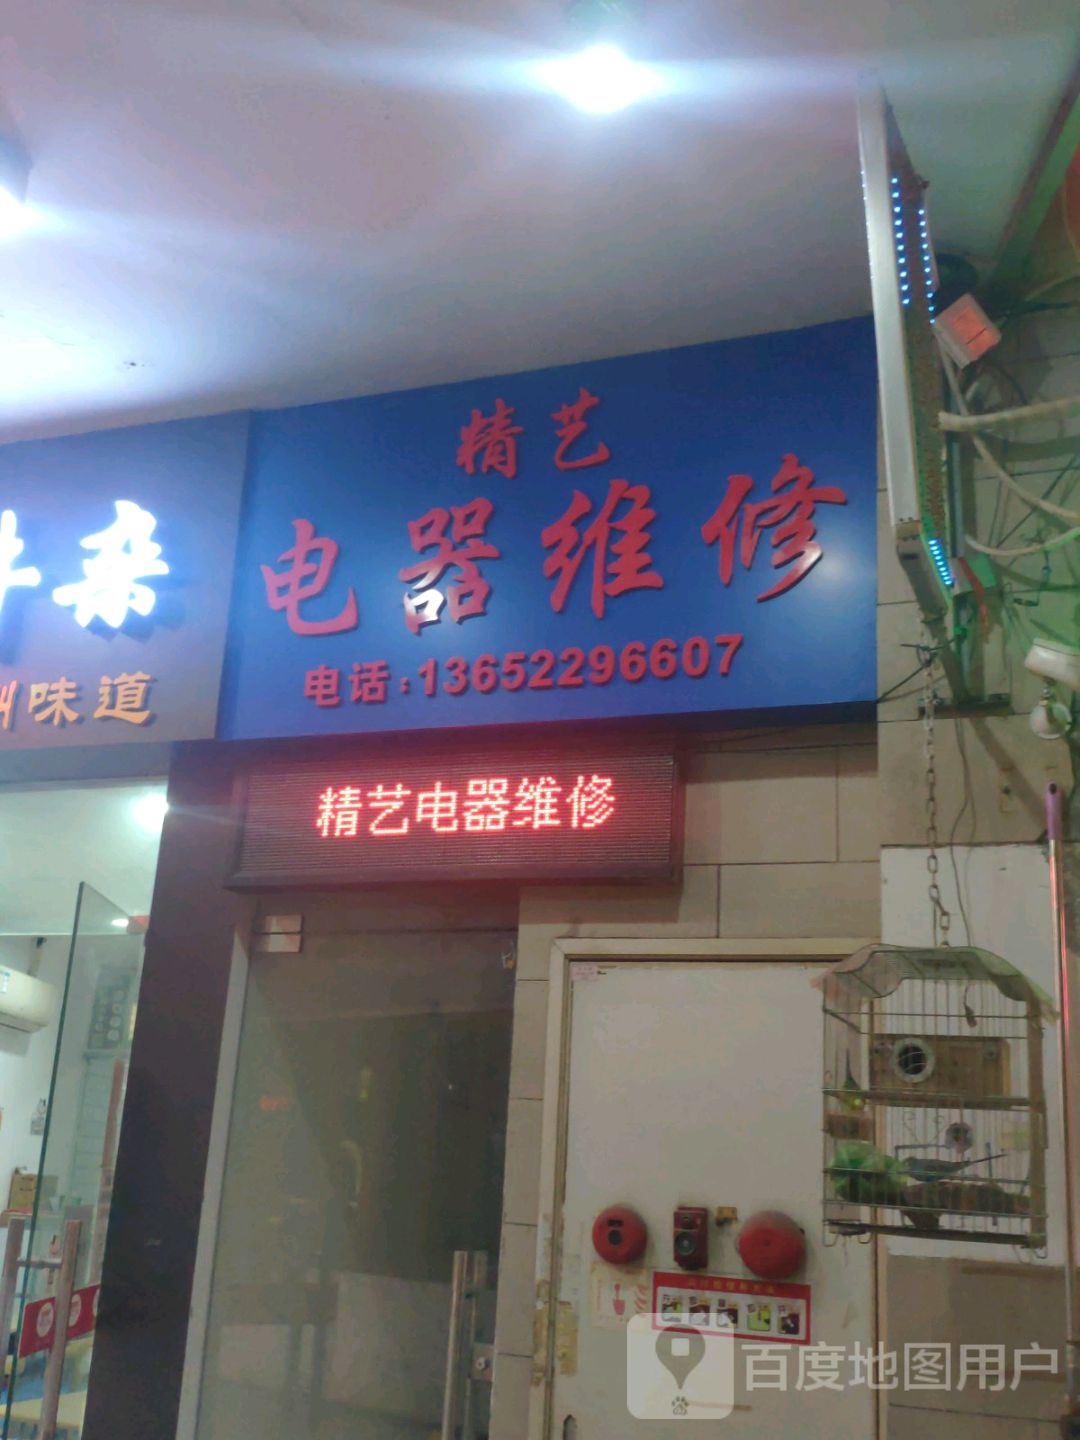 精艺
电器维修
电话:13652296607
精艺电器维修
杂
味道
百度地图用户